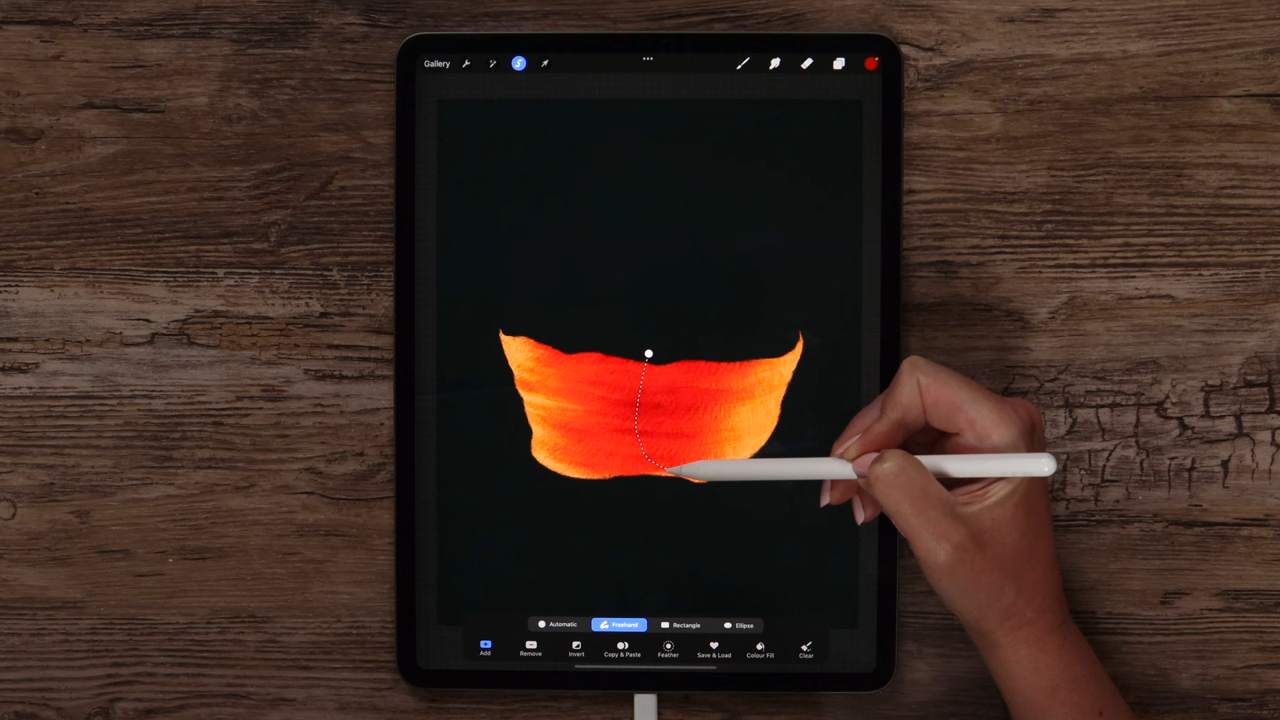 Gallery
Automatic Freehand Rectangle Ellipse
Add Remove Invert Copy & Paste Feather Save & Load Colour Fill Clear